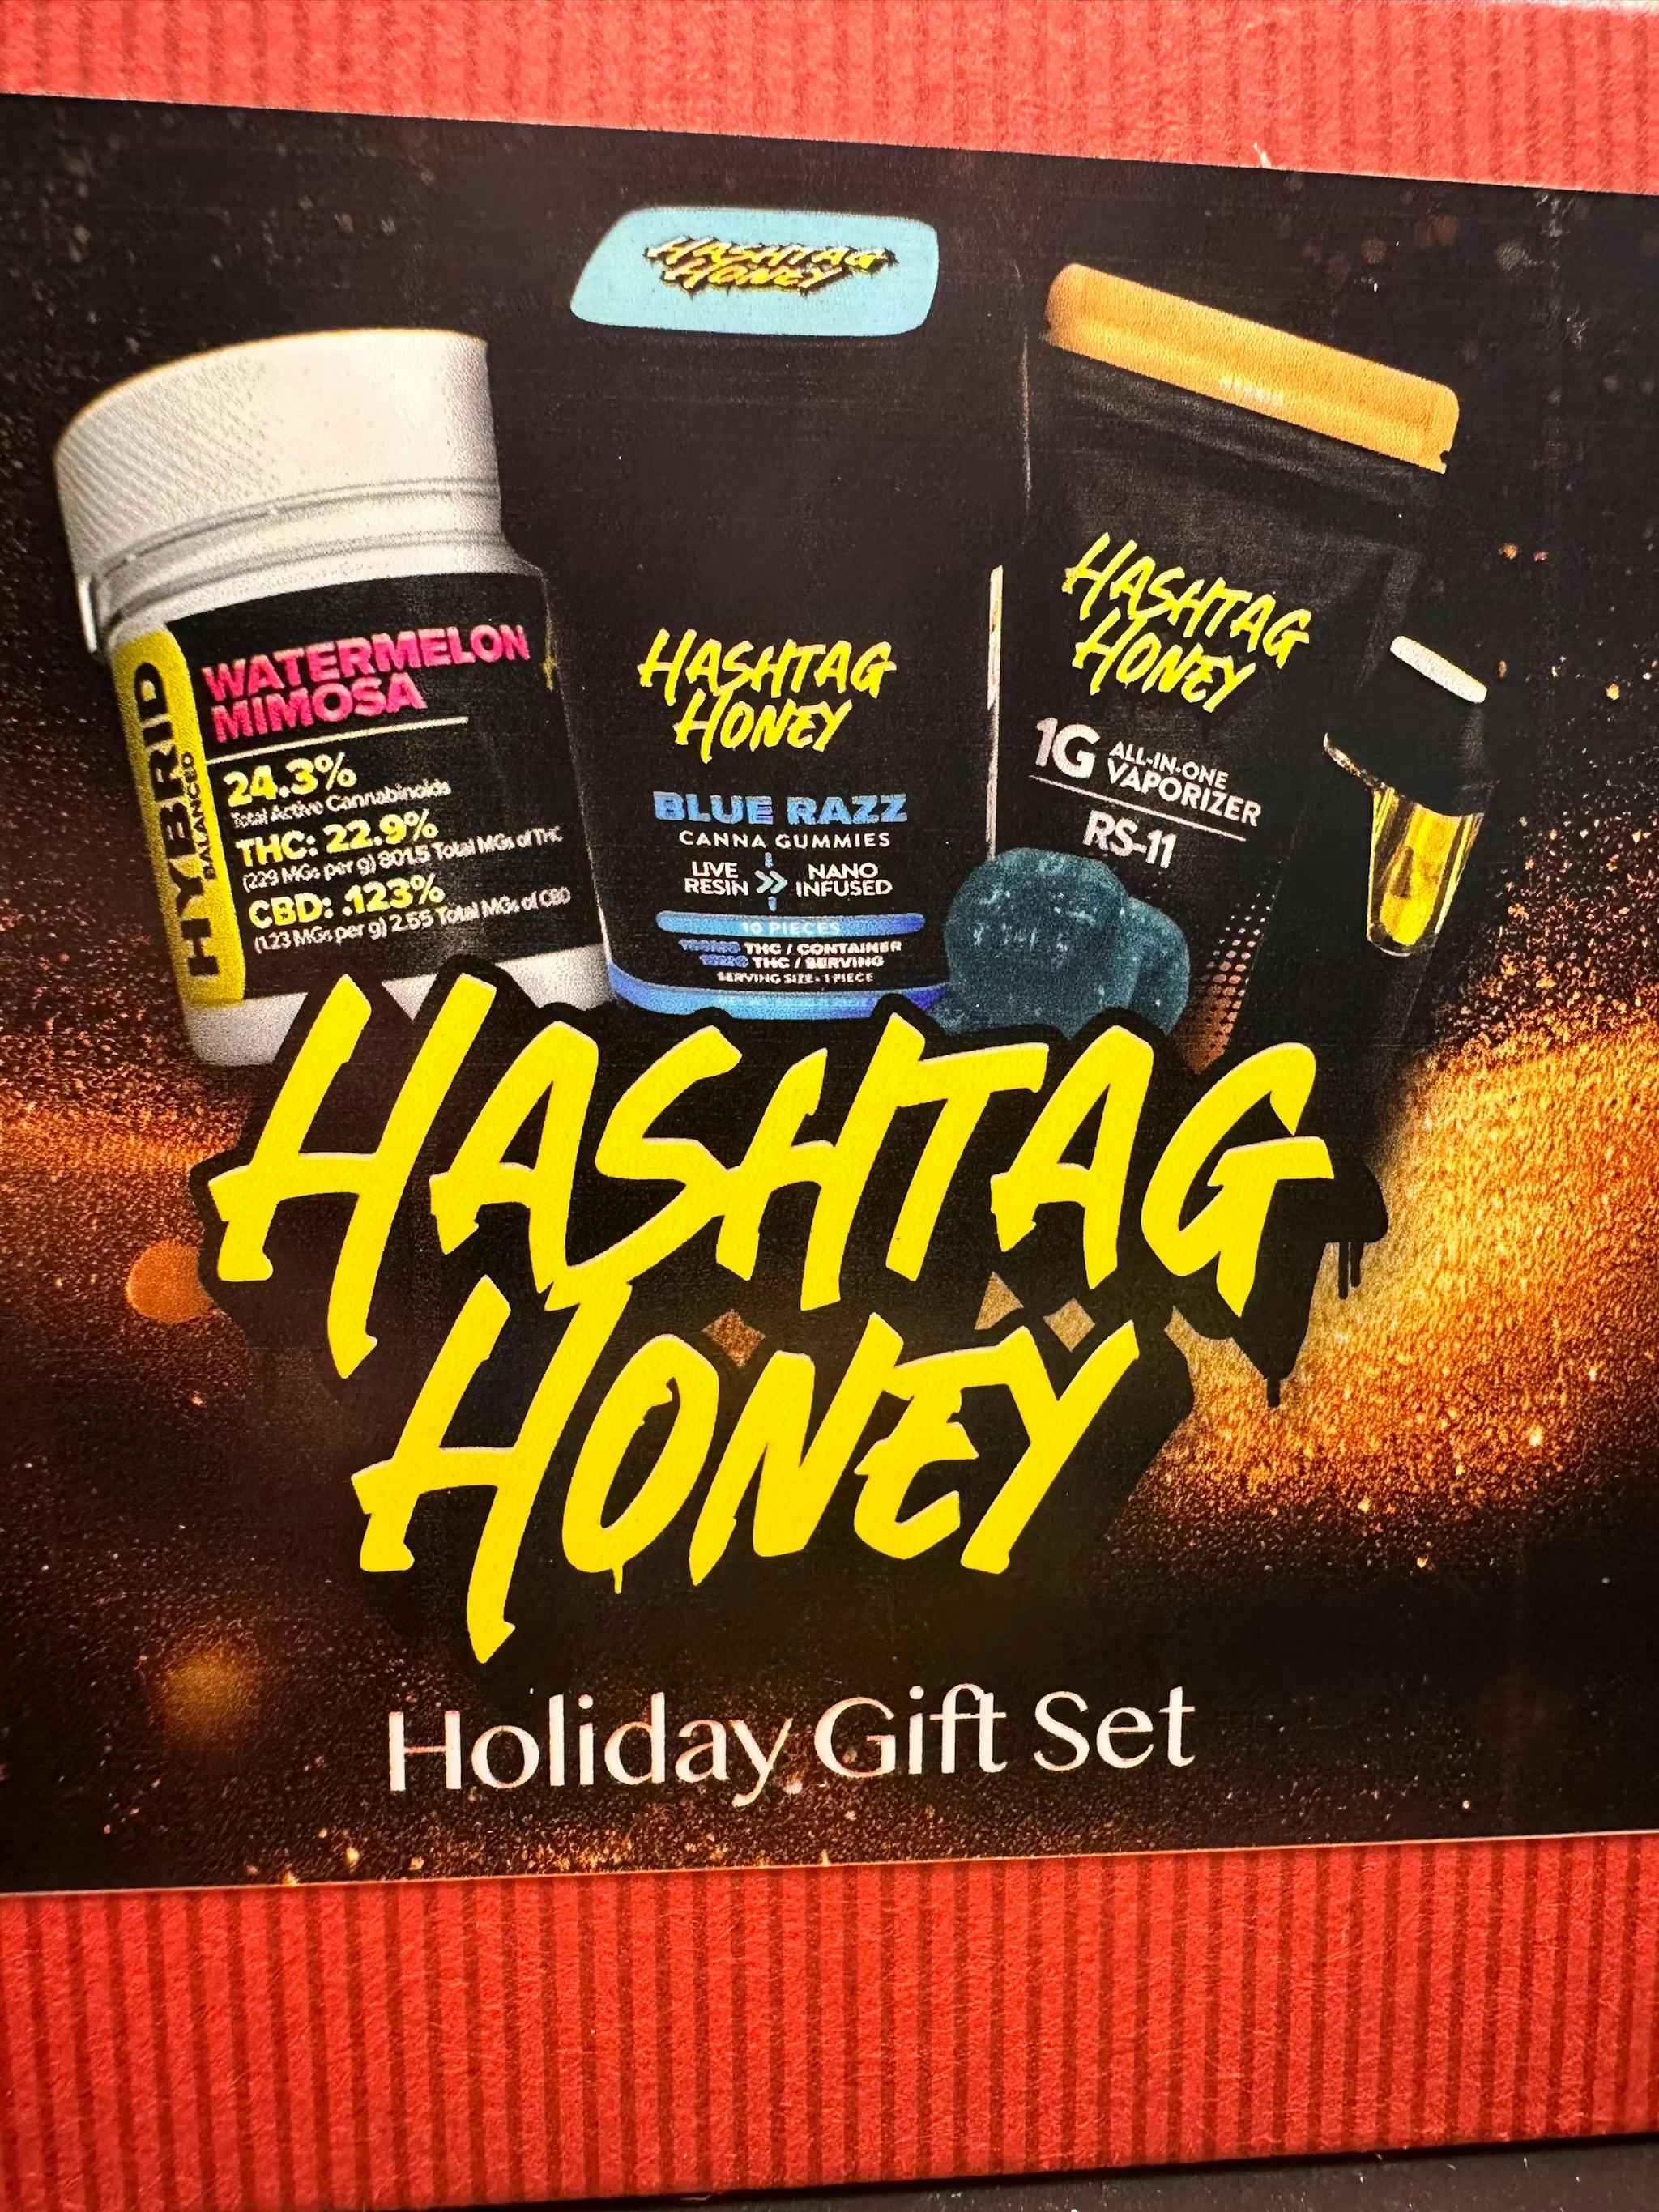 HASHTAG
HONEY
HYBRID
BALANCED
WATERMELON
MIMOSA
24.3%
Total Active Cannabinoids
THC: 22.9%
(229 MGs per g) 801.5 Total MGs of THC
CBD: .123%
(1.23 MGs per g) 2.55 Total MGs of CBD
HASHTAG
HONEY
BLUE RAZZ
CANNA GUMMIES
LIVE
RESIN
NANO
INFUSED
10 PIECES
THC / CONTAINER
THC / SERVING
SERVING SIZE - 1 PIECE
HASHTAG
HONEY
1G ALL-IN-ONE
VAPORIZER
RS-11
HASHTAG
HONEY
Holiday Gift Set